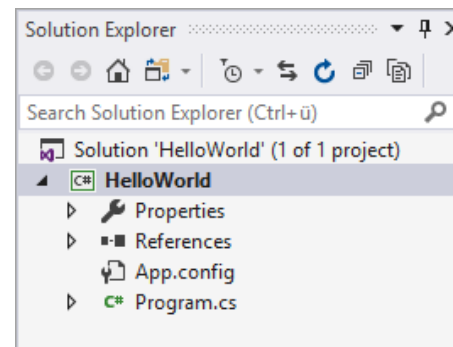 Solution Explorer
Search Solution Explorer (Ctrl+ü)
Solution 'HelloWorld' (1 of 1 project)
C# HelloWorld
Properties
References
App.config
C# Program.cs